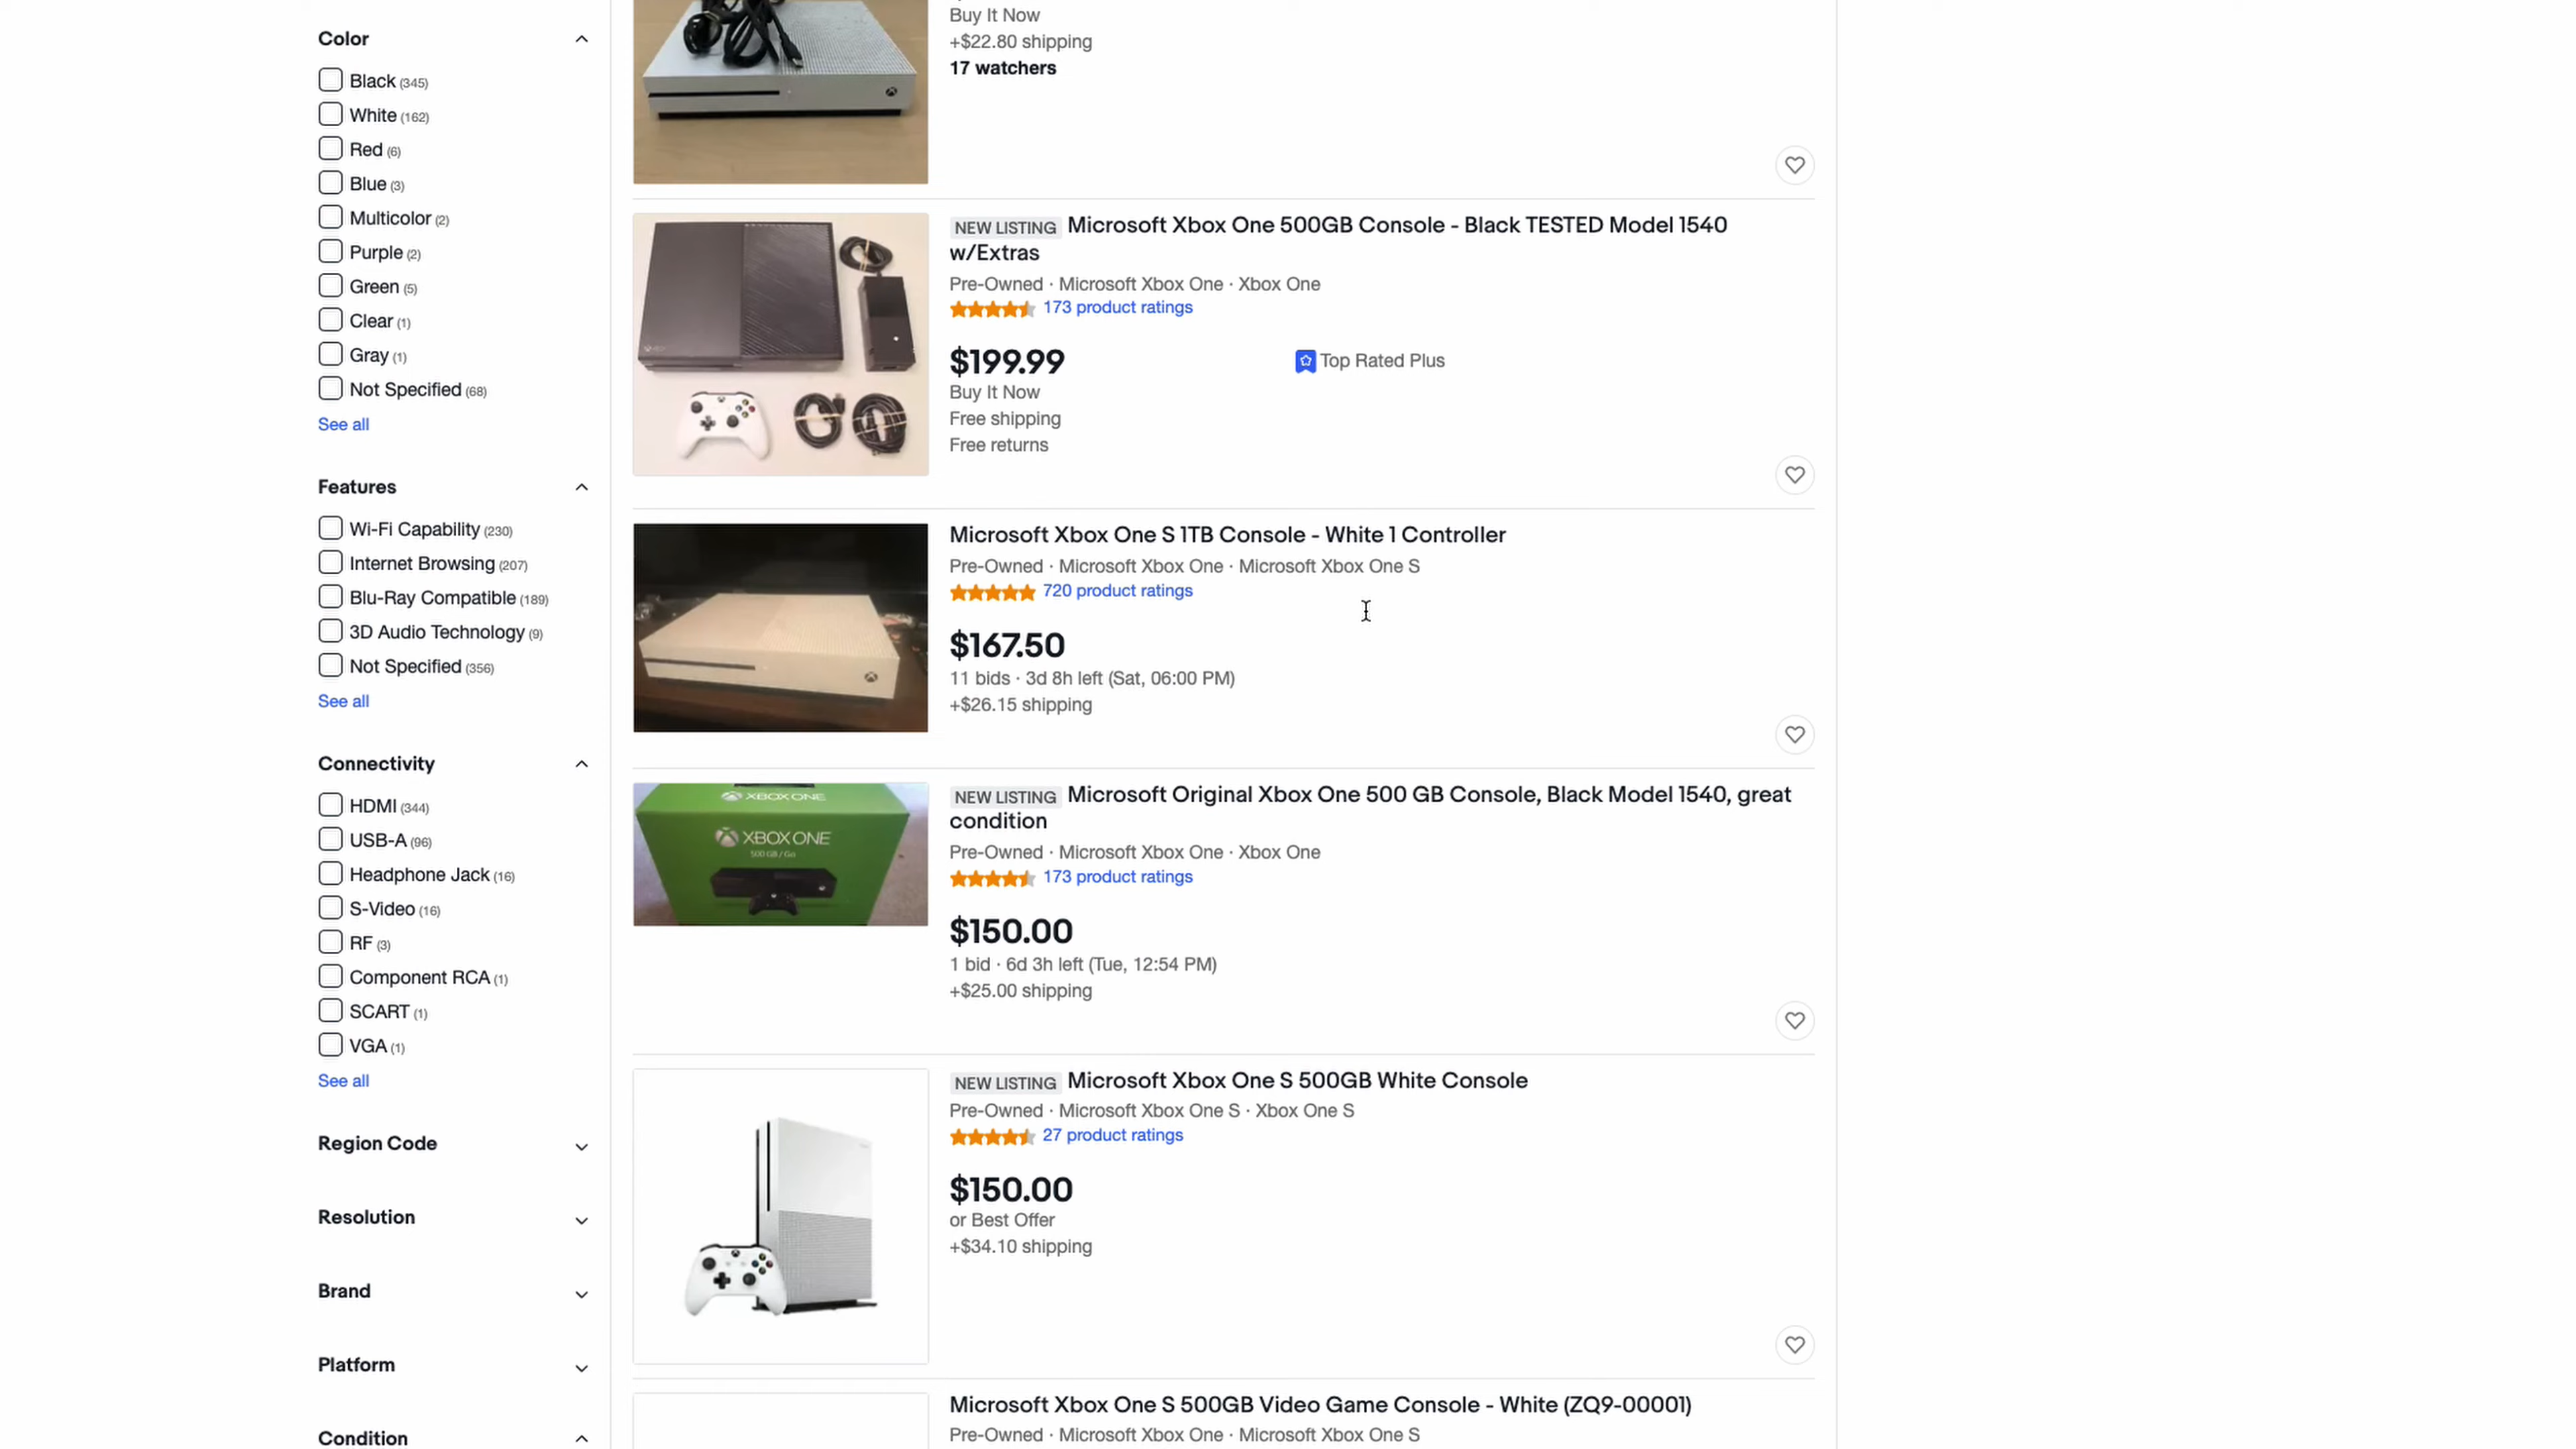 Color
Black (345)
White (162)
Red (6)
Blue (3)
Multicolor (2)
Purple (2)
Green (5)
Clear (1)
Gray (1)
Not Specified (68)
See all
Features
Wi-Fi Capability (230)
Internet Browsing (207)
Blu-Ray Compatible (189)
3D Audio Technology (9)
Not Specified (356)
See all
Connectivity
HDMI (344)
USB-A (96)
Headphone Jack (16)
S-Video (16)
RF (3)
Component RCA (1)
SCART (1)
VGA (1)
See all
Region Code
Resolution
Brand
Platform
Condition
Buy It Now
+$22.80 shipping
17 watchers
NEW LISTING Microsoft Xbox One 500GB Console - Black TESTED Model 1540
w/Extras
Pre-Owned · Microsoft Xbox One · Xbox One
173 product ratings
$199.99
Top Rated Plus
Buy It Now
Free shipping
Free returns
Microsoft Xbox One S 1TB Console - White 1 Controller
Pre-Owned · Microsoft Xbox One · Microsoft Xbox One S
720 product ratings
$167.50
11 bids · 3d 8h left (Sat, 06:00 PM)
+$26.15 shipping
XBOX ONE
XBOX ONE
500 GB / Go
NEW LISTING Microsoft Original Xbox One 500 GB Console, Black Model 1540, great
condition
Pre-Owned · Microsoft Xbox One · Xbox One
173 product ratings
$150.00
1 bid · 6d 3h left (Tue, 12:54 PM)
+$25.00 shipping
NEW LISTING Microsoft Xbox One S 500GB White Console
Pre-Owned · Microsoft Xbox One S · Xbox One S
27 product ratings
$150.00
or Best Offer
+$34.10 shipping
Microsoft Xbox One S 500GB Video Game Console - White (ZQ9-00001)
Pre-Owned · Microsoft Xbox One · Microsoft Xbox One S